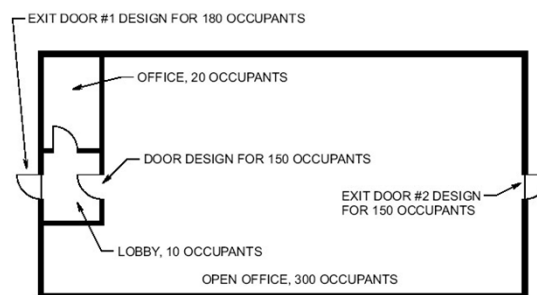 EXIT DOOR #1 DESIGN FOR 180 OCCUPANTS
OFFICE, 20 OCCUPANTS
DOOR DESIGN FOR 150 OCCUPANTS
EXIT DOOR #2 DESIGN
FOR 150 OCCUPANTS
LOBBY, 10 OCCUPANTS
OPEN OFFICE, 300 OCCUPANTS